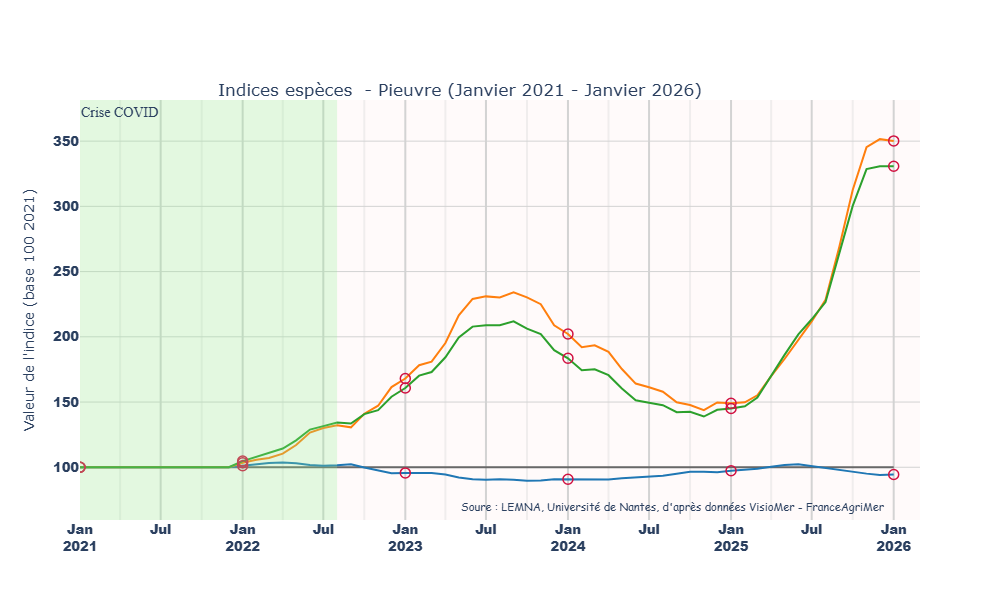 Indices espèces - Pieuvre (Janvier 2021 - Janvier 2026)
Crise COVID
Valeur de l'indice (base 100 2021)
350
300
250
200
150
100
Soure : LEMNA, Université de Nantes, d'après données VisioMer - FranceAgriMer
Jan Jul Jan Jul Jan Jul Jan Jul Jan Jul Jan
2021 2022 2023 2024 2025 2026